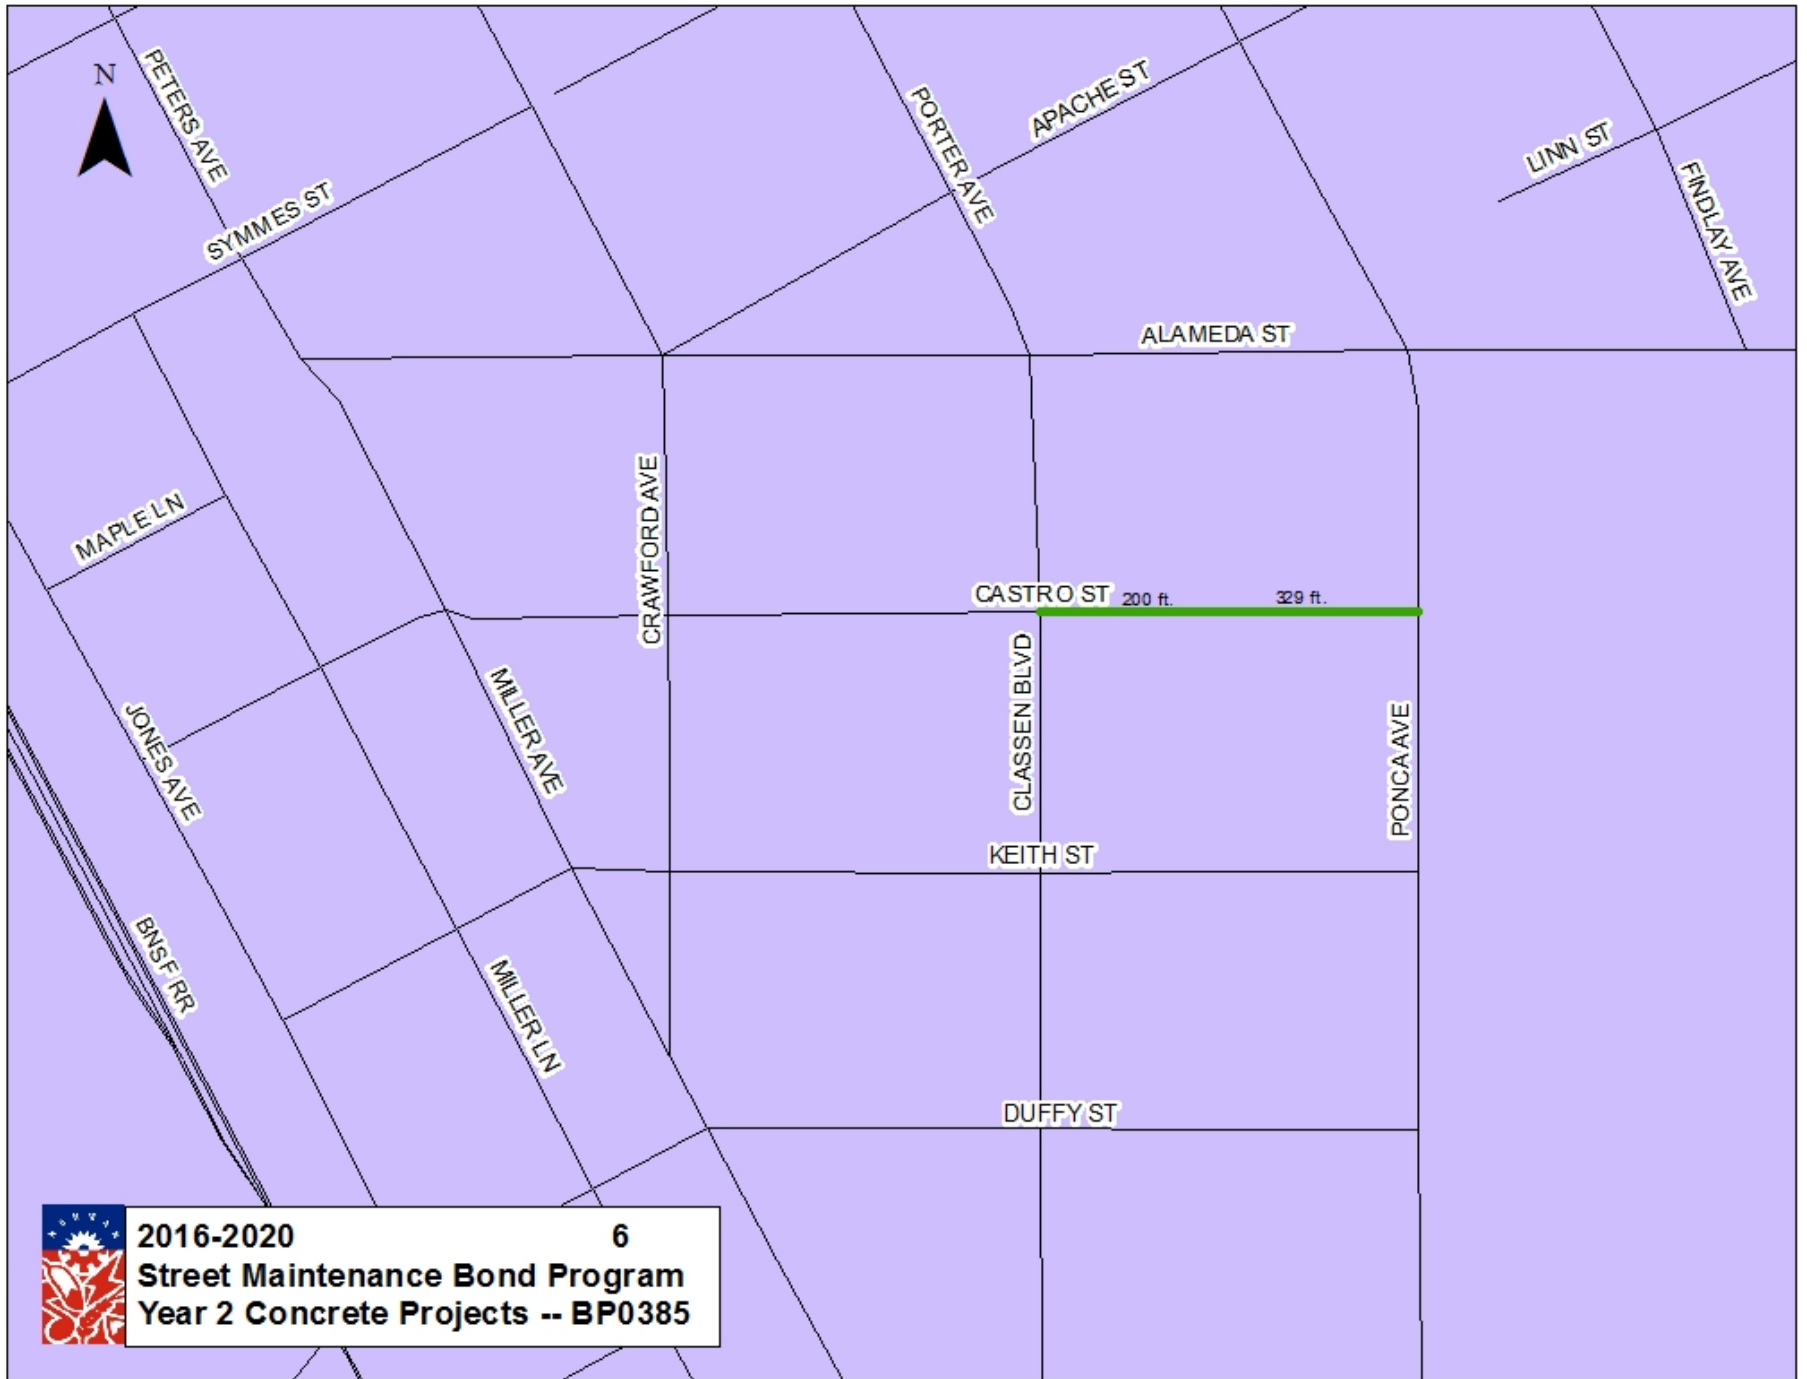 N
PETERS AVE
SYMMES ST
PORTER AVE
APACHE ST
LINN ST
FINDLAY AVE
ALAMEDA ST
MAPLE LN
CRAWFORD AVE
CASTRO ST
200 ft.
329 ft.
JONES AVE
MILLER AVE
CLASSEN BLVD
PONCA AVE
KEITH ST
BNSF RR
MILLER LN
DUFFY ST
NORMAN
2016-2020 6
Street Maintenance Bond Program
Year 2 Concrete Projects -- BP0385